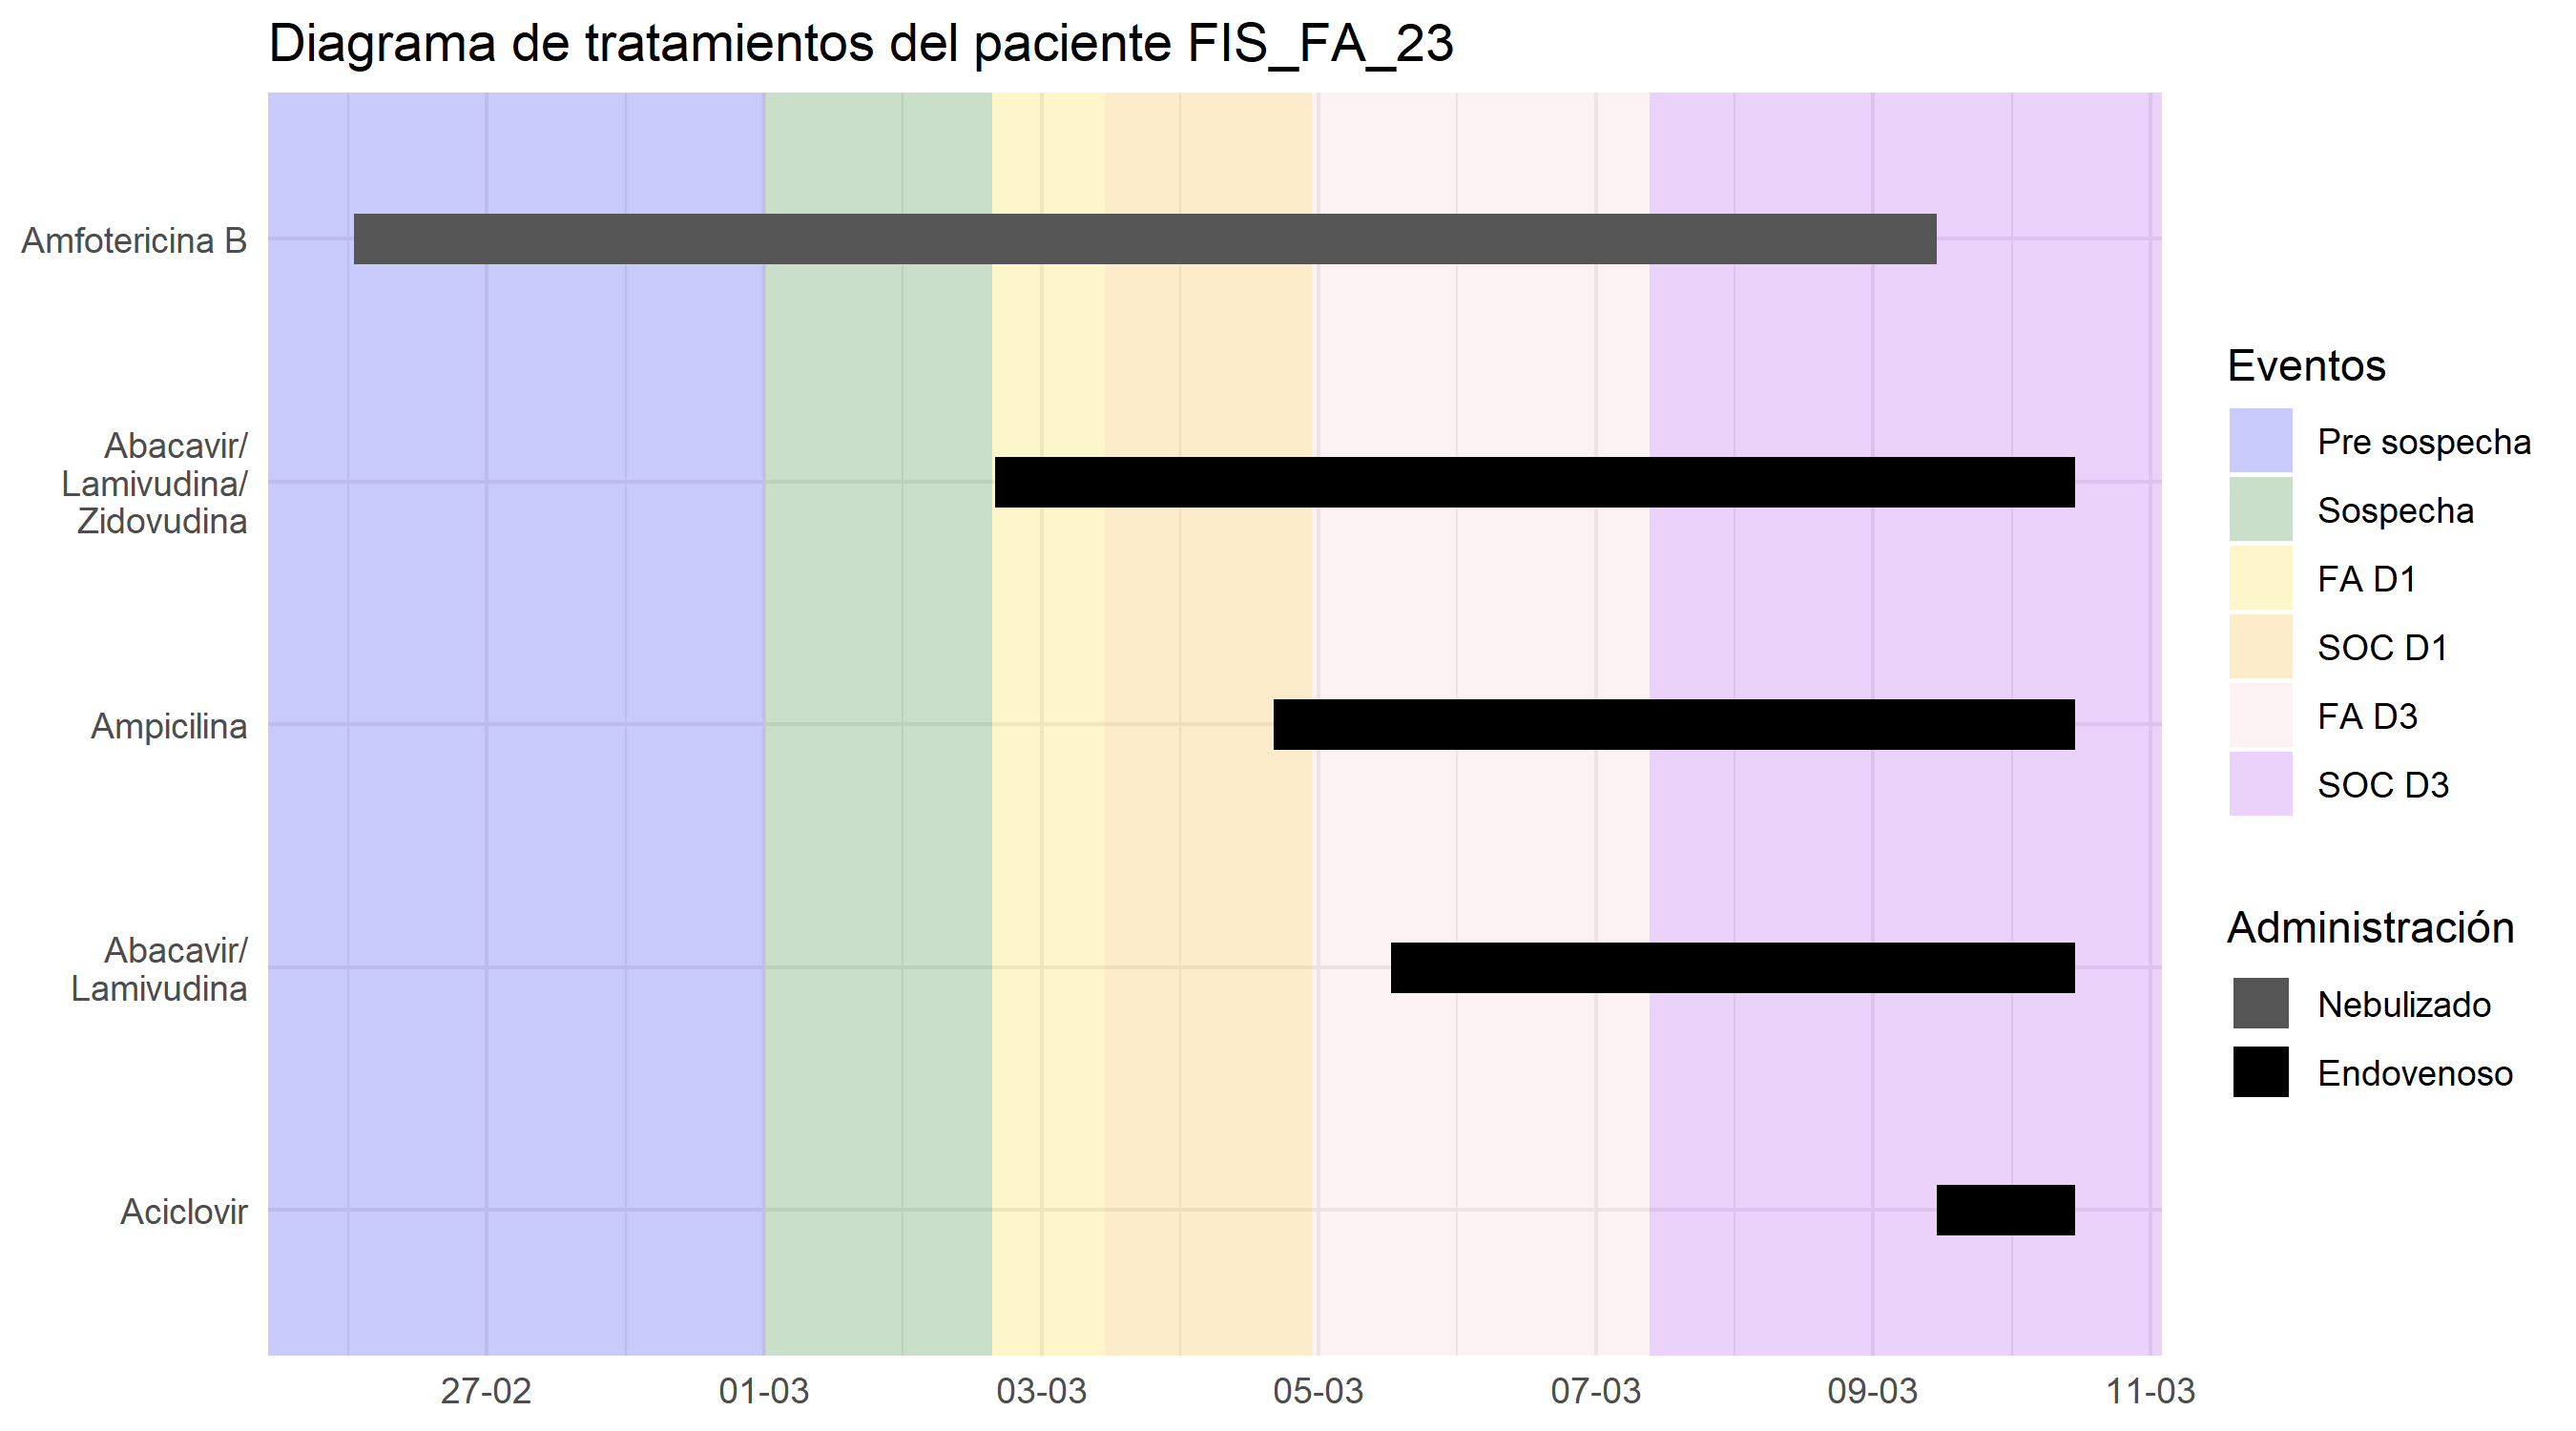 Diagrama de tratamientos del paciente FIS_FA_23
Amfotericina B
Abacavir/
Lamivudina/
Zidovudina
Ampicilina
Abacavir/
Lamivudina
Aciclovir
27-02
01-03
03-03
05-03
07-03
09-03
11-03
Eventos
Pre sospecha
Sospecha
FA D1
SOC D1
FA D3
SOC D3
Administración
Nebulizado
Endovenoso